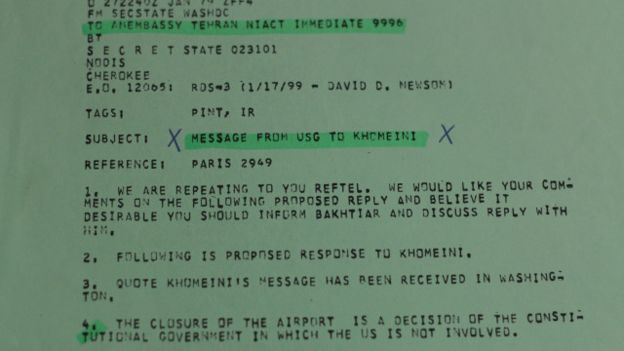 O 272240Z JAN 79 ZFF4
FM SECSTATE WASHDC
TO AMEMBASSY TEHRAN NIACT IMMEDIATE 9996
BT
S E C R E T STATE 023101
NODIS
CHEROKEE
E.O. 12065: RDS-3 (1/17/99 - DAVID D. NEWSOM)
TAGS: PINT, IR
SUBJECT: X MESSAGE FROM USG TO KHOMEINI X
REFERENCE: PARIS 2949
1. WE ARE REPEATING TO YOU REFTEL. WE WOULD LIKE YOUR COM-
MENTS ON THE FOLLOWING PROPOSED REPLY AND BELIEVE IT
DESIRABLE YOU SHOULD INFORM BAKHTIAR AND DISCUSS REPLY WITH
HIM.
2. FOLLOWING IS PROPOSED RESPONSE TO KHOMEINI.
3. QUOTE KHOMEINI'S MESSAGE HAS BEEN RECEIVED IN WASHING-
TON.
4. THE CLOSURE OF THE AIRPORT IS A DECISION OF THE CONSTI-
TUTIONAL GOVERNMENT IN WHICH THE US IS NOT INVOLVED.